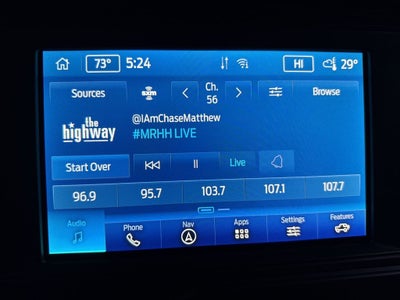 73° 5:24 HI 29°
Sources sxm Ch. 56 Browse
the highway
@IAmChaseMatthew
#MRHH LIVE
Start Over Live
96.9 95.7 103.7 107.1 107.7
Audio Phone Nav Apps Settings Features